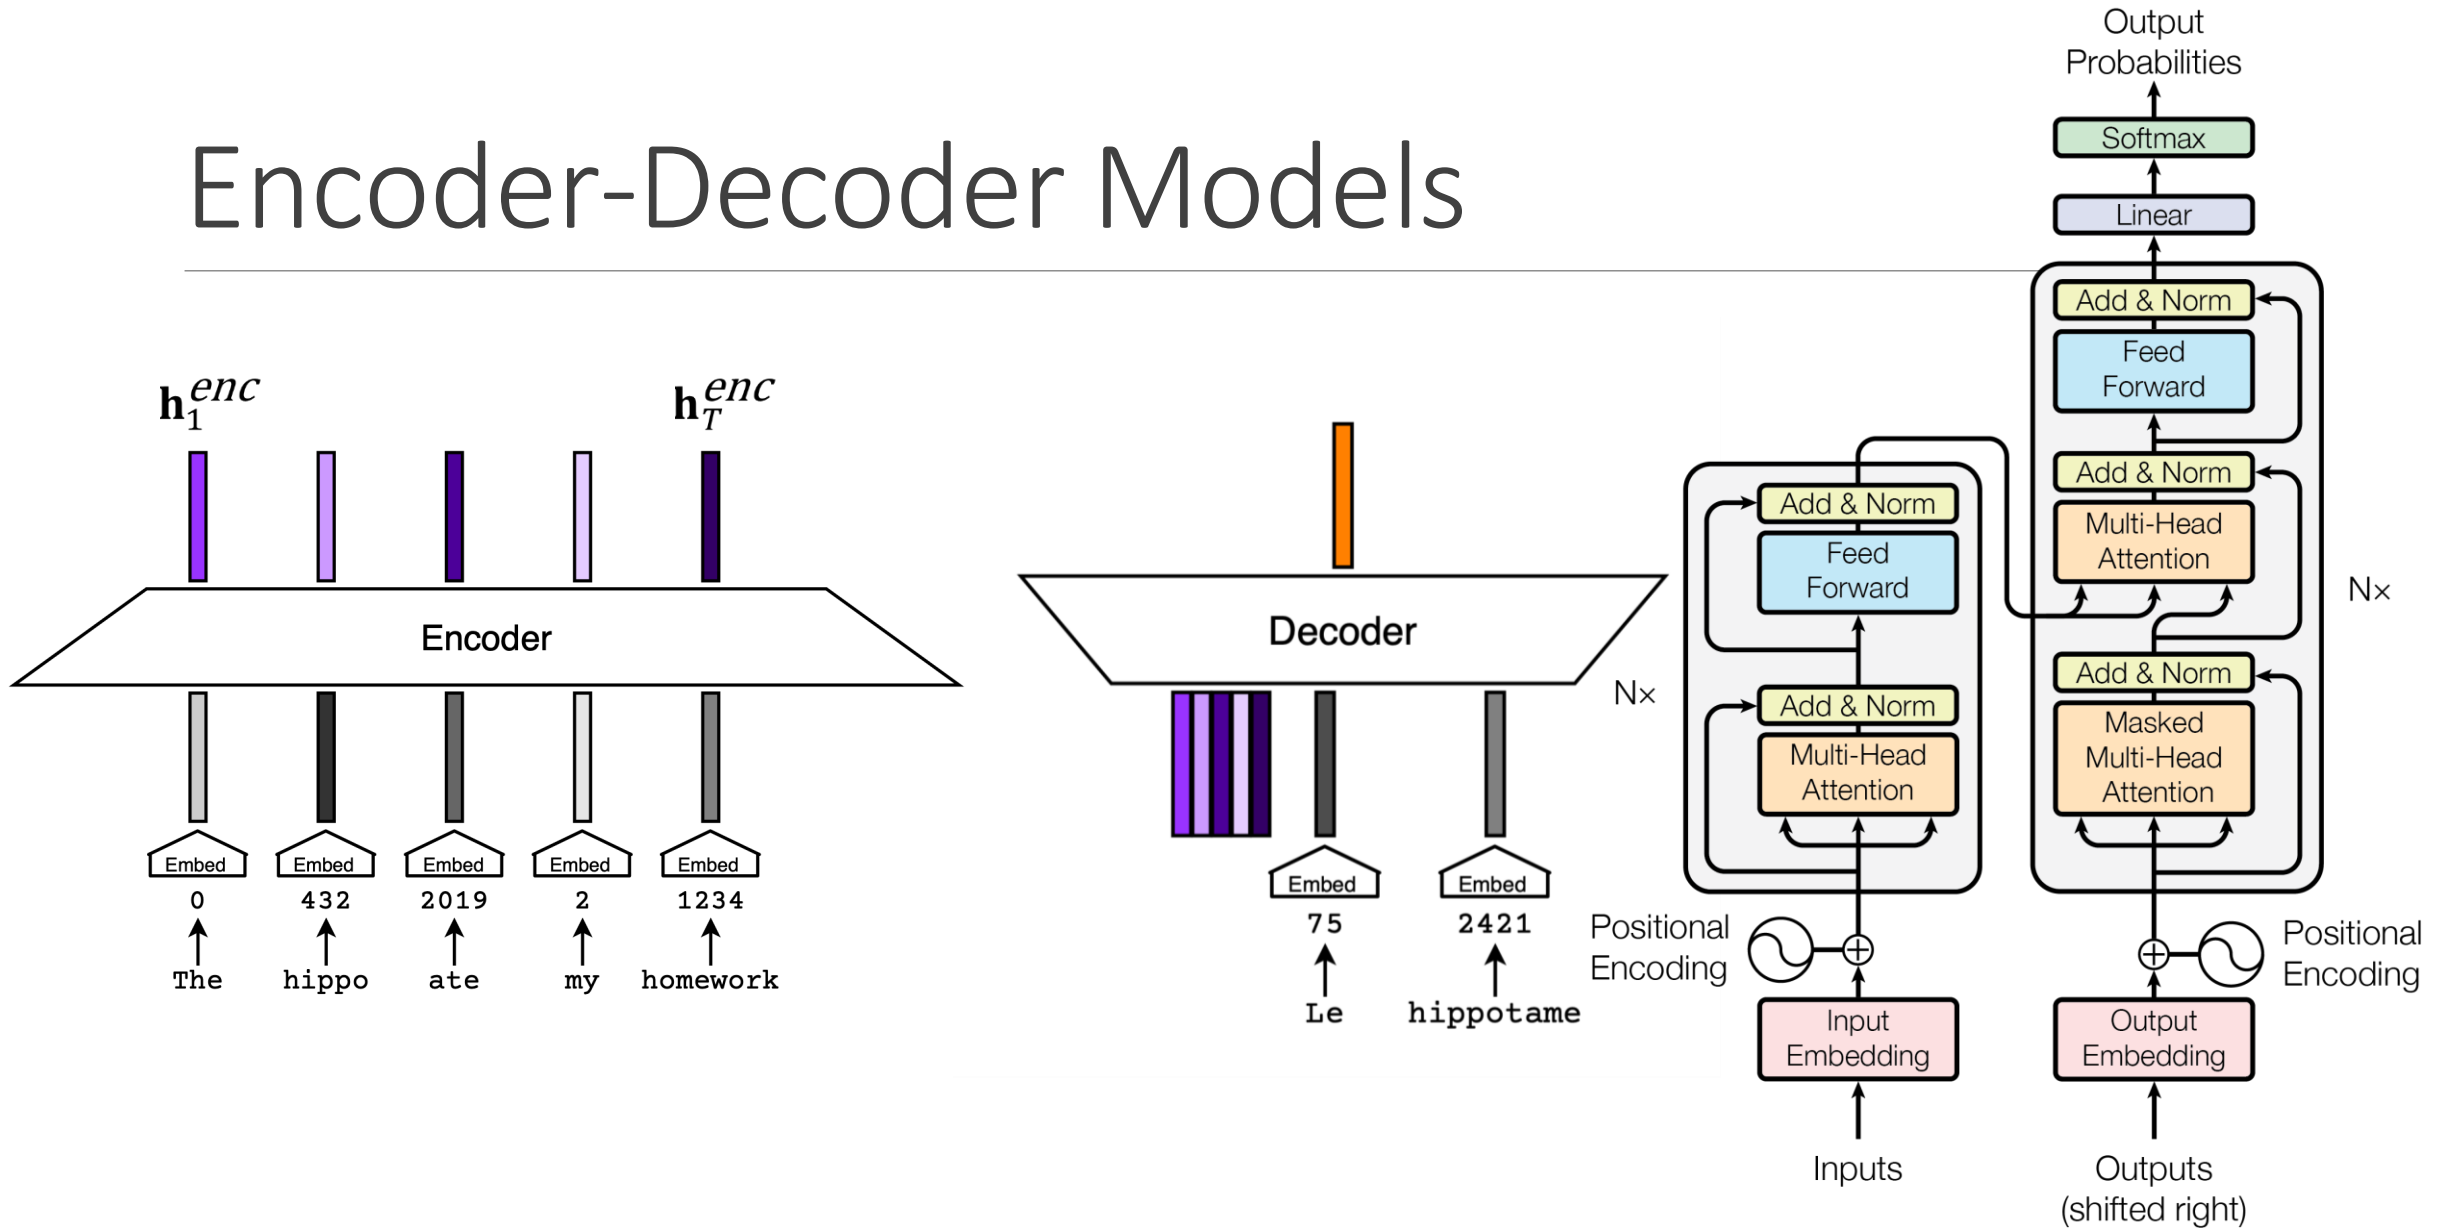 Encoder-Decoder Models
h_1^enc
h_T^enc
Encoder
Embed
Embed
Embed
Embed
Embed
0
432
2019
2
1234
The
hippo
ate
my
homework
Decoder
Embed
Embed
75
2421
Le
hippotame
N×
Add & Norm
Feed
Forward
Add & Norm
Multi-Head
Attention
Positional
Encoding
Input
Embedding
Inputs
Output
Probabilities
Softmax
Linear
Add & Norm
Feed
Forward
Add & Norm
Multi-Head
Attention
N×
Add & Norm
Masked
Multi-Head
Attention
Positional
Encoding
Output
Embedding
Outputs
(shifted right)